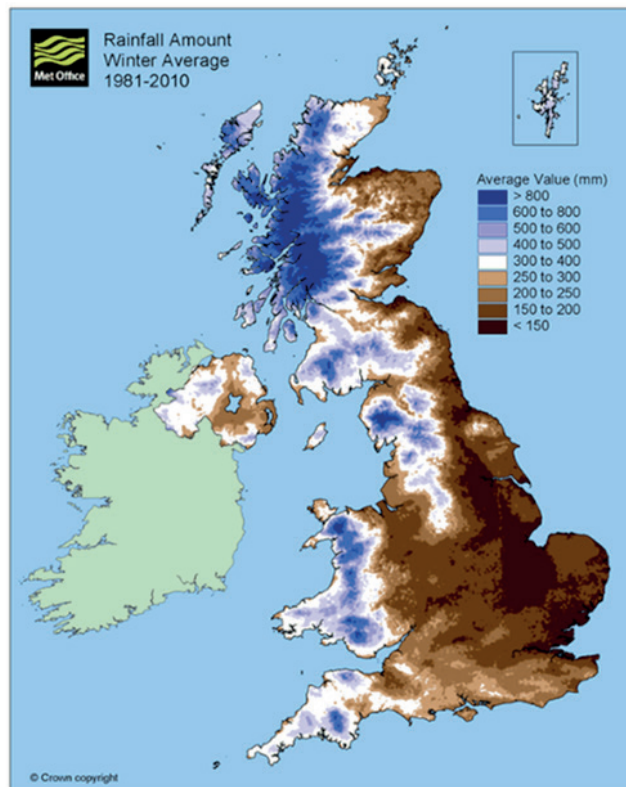 Met Office
Rainfall Amount
Winter Average
1981-2010
Average Value (mm)
> 800
600 to 800
500 to 600
400 to 500
300 to 400
250 to 300
200 to 250
150 to 200
< 150
© Crown copyright